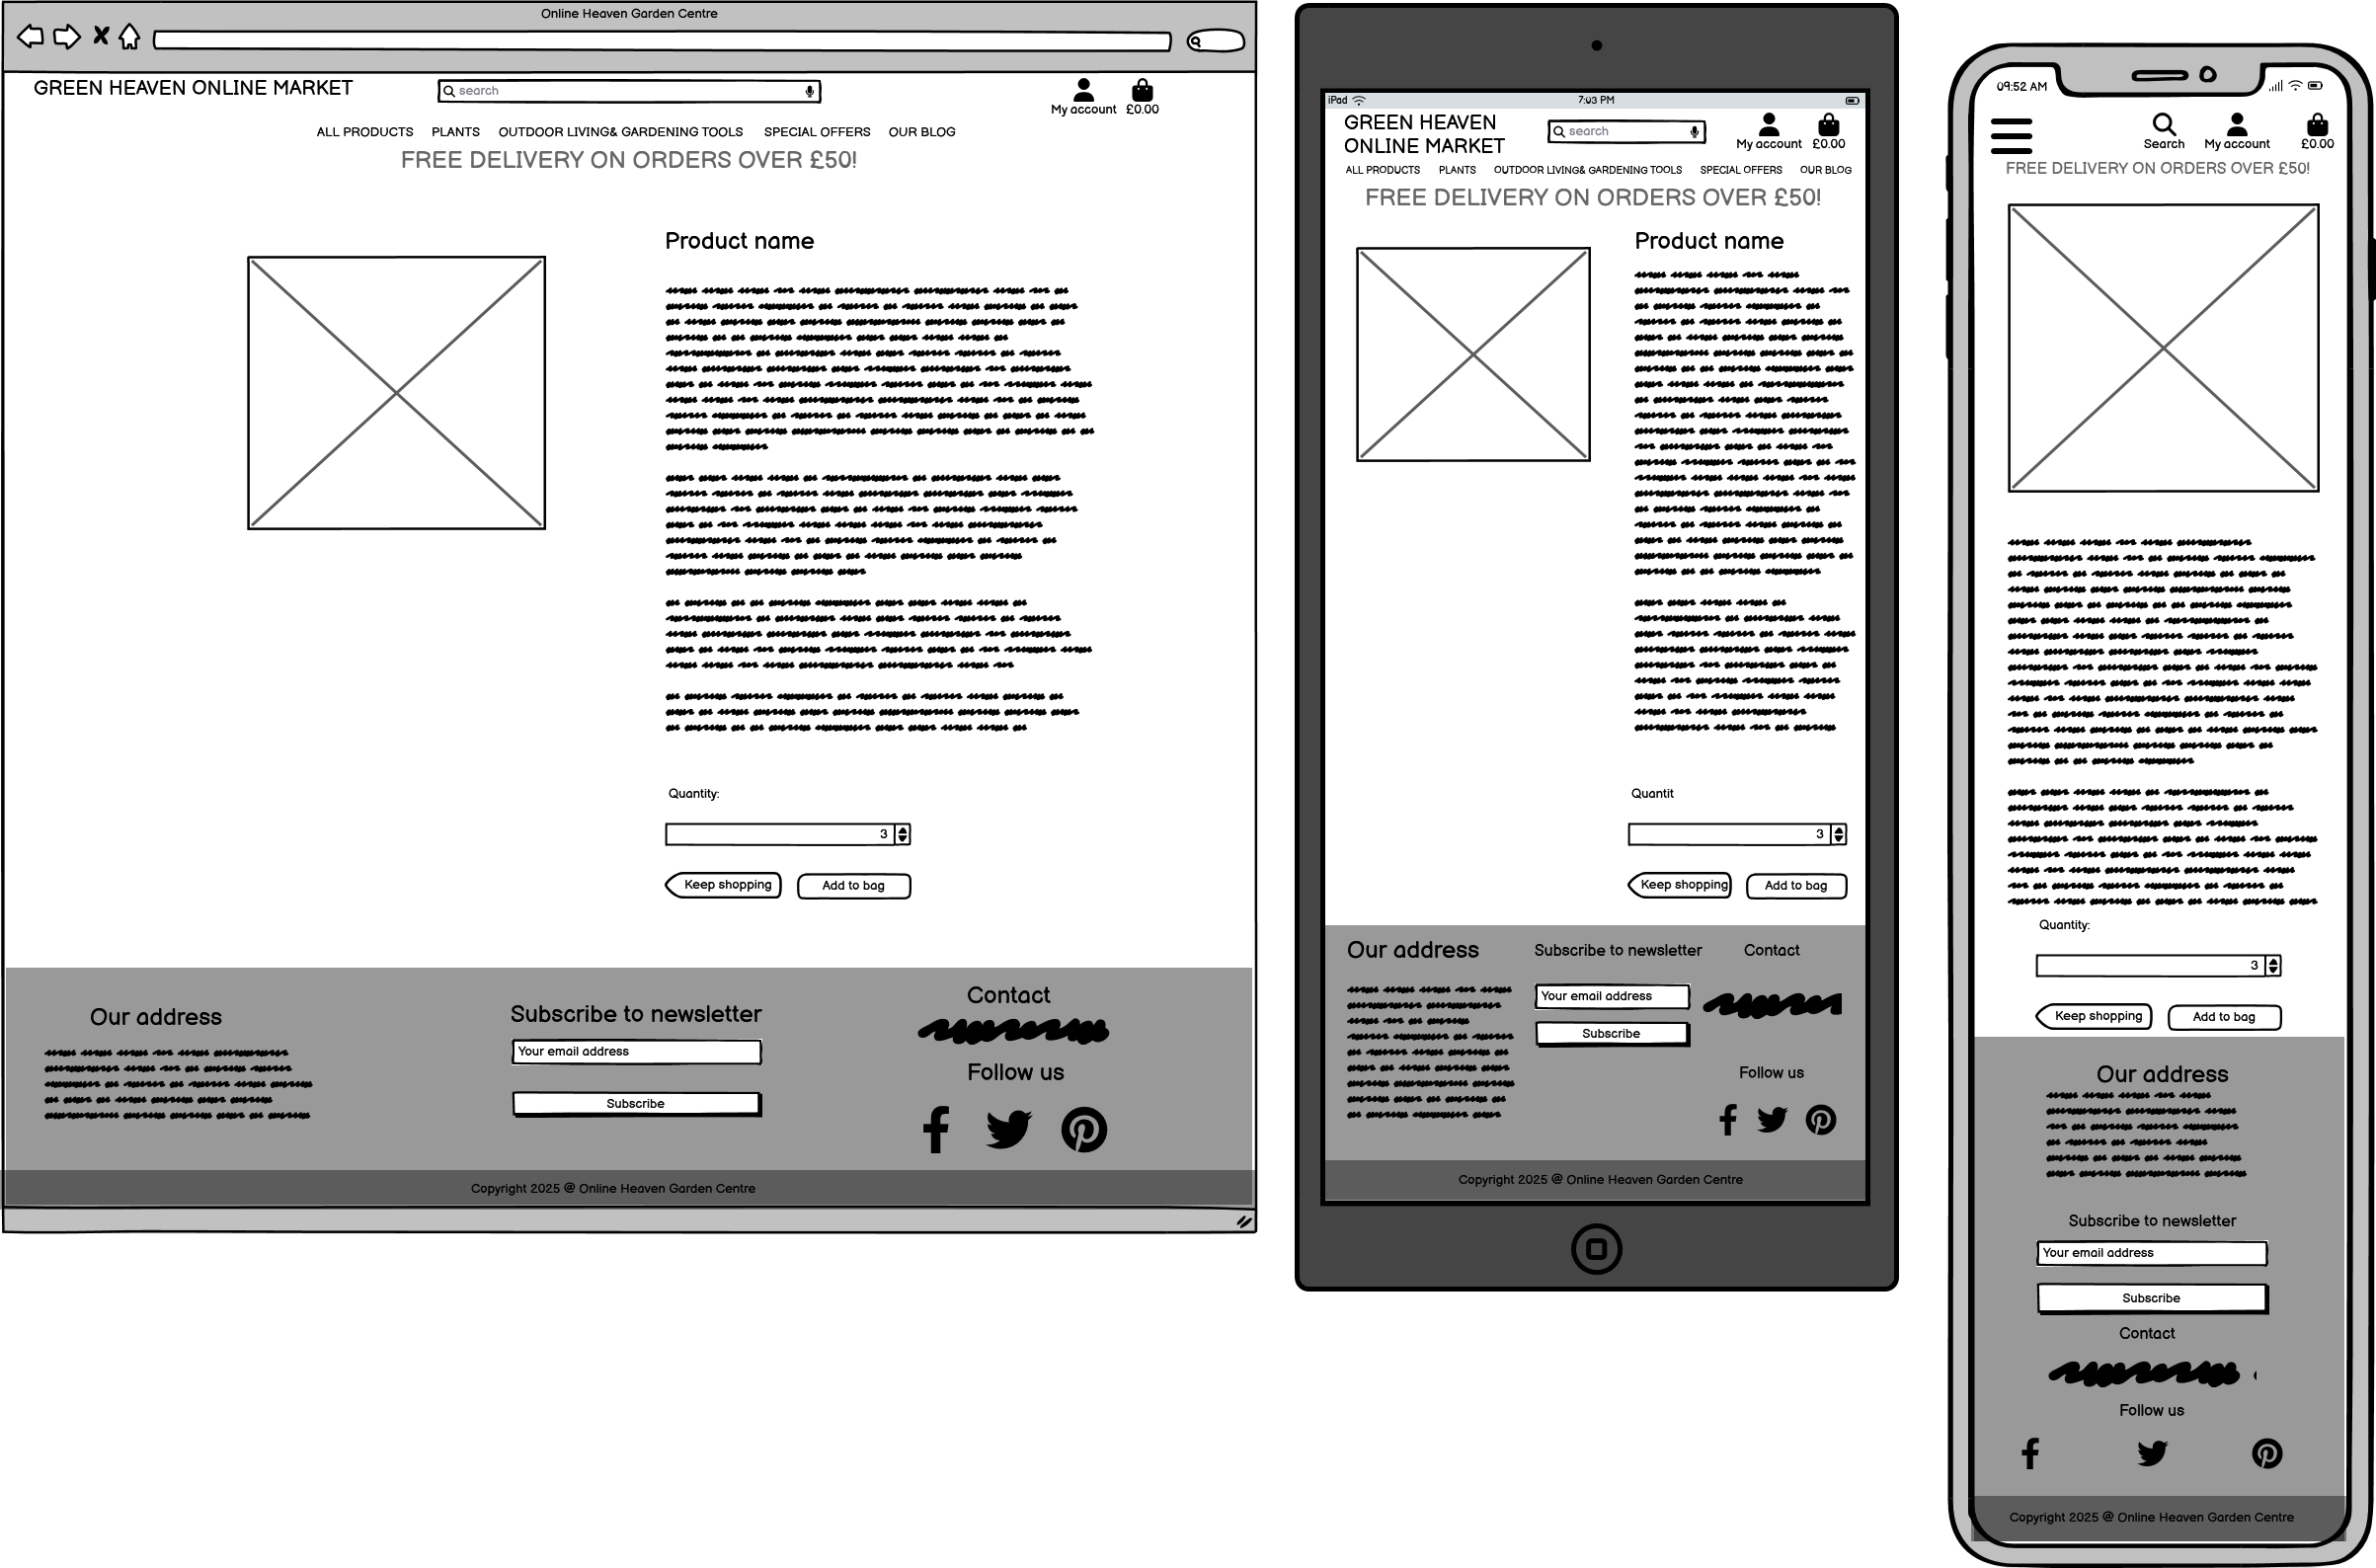 Online Heaven Garden Centre
GREEN HEAVEN ONLINE MARKET
search
My account £0.00
ALL PRODUCTS PLANTS OUTDOOR LIVING& GARDENING TOOLS SPECIAL OFFERS OUR BLOG
FREE DELIVERY ON ORDERS OVER £50!
Product name
Quantity:
3
Keep shopping Add to bag
Our address
Subscribe to newsletter
Your email address
Subscribe
Contact
Follow us
Copyright 2025 @ Online Heaven Garden Centre
iPad 7:03 PM
GREEN HEAVEN
ONLINE MARKET
search
My account £0.00
ALL PRODUCTS PLANTS OUTDOOR LIVING& GARDENING TOOLS SPECIAL OFFERS OUR BLOG
FREE DELIVERY ON ORDERS OVER £50!
Product name
Quantit
3
Keep shopping Add to bag
Our address
Subscribe to newsletter
Your email address
Subscribe
Contact
Follow us
Copyright 2025 @ Online Heaven Garden Centre
09:52 AM
Search My account £0.00
FREE DELIVERY ON ORDERS OVER £50!
Quantity:
3
Keep shopping Add to bag
Our address
Subscribe to newsletter
Your email address
Subscribe
Contact
Follow us
Copyright 2025 @ Online Heaven Garden Centre